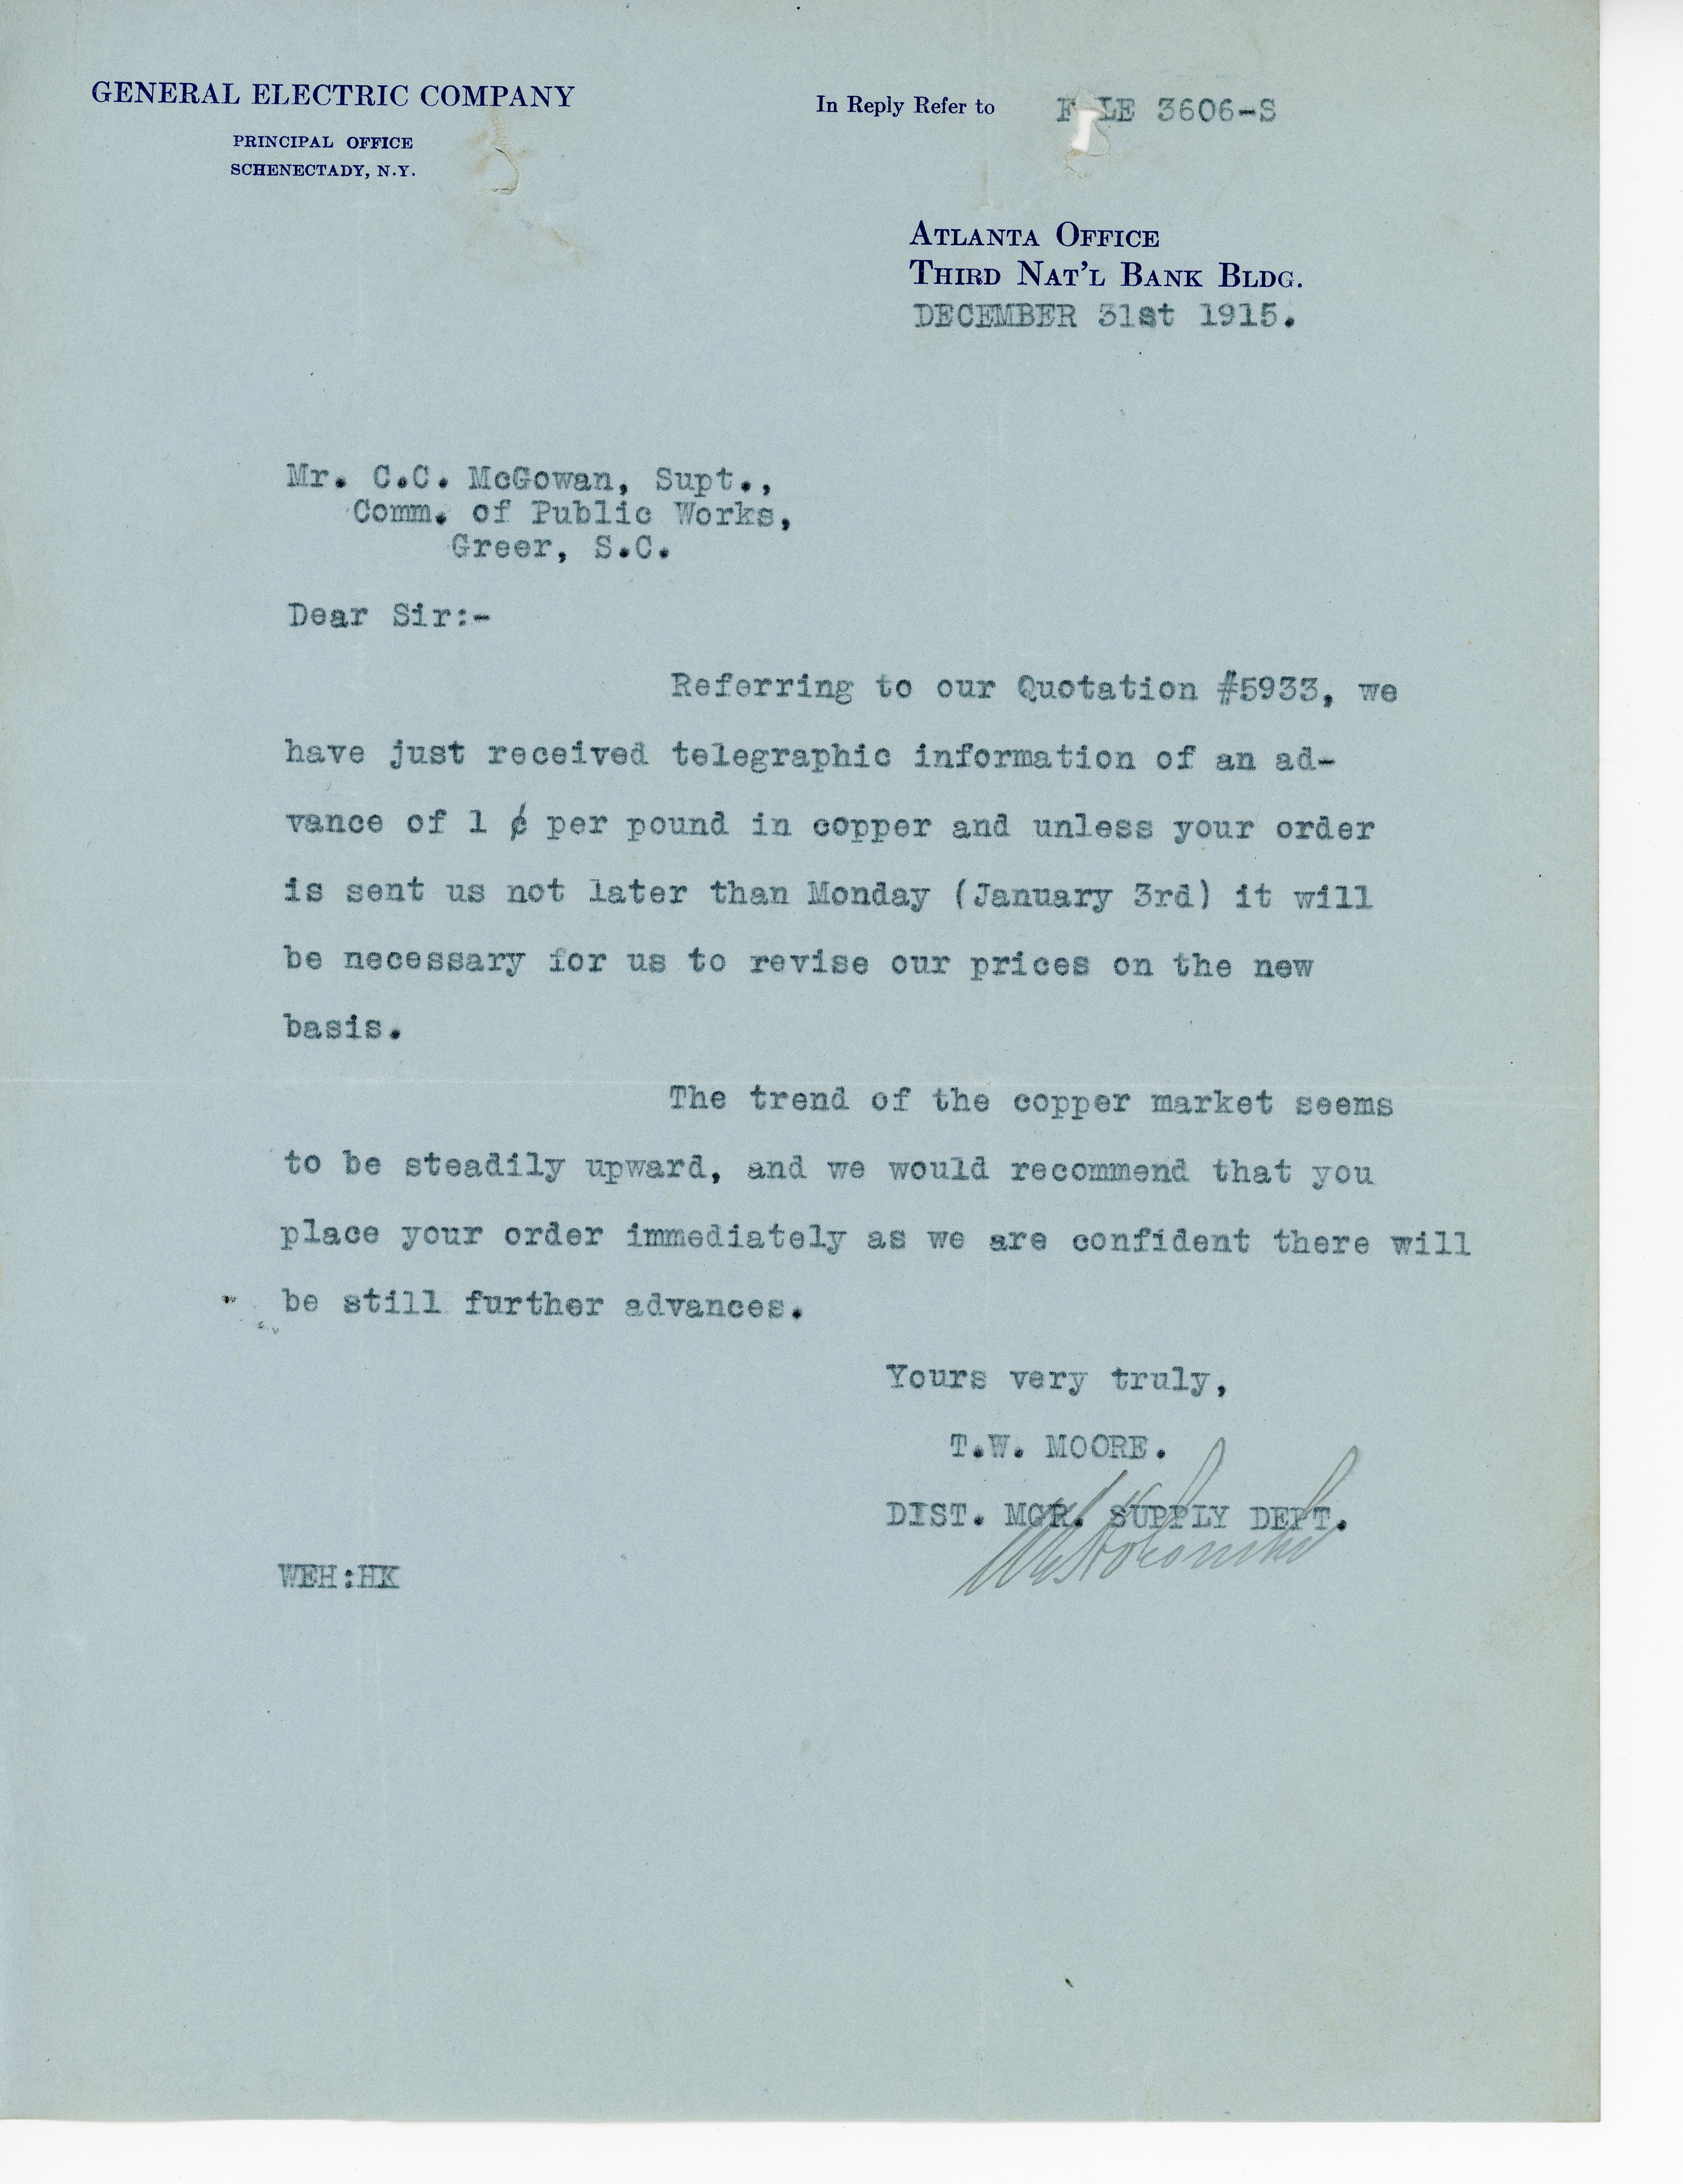 GENERAL ELECTRIC COMPANY
PRINCIPAL OFFICE
SCHENECTADY, N.Y.
In Reply Refer to F LE 3606-S
ATLANTA OFFICE
THIRD NAT'L BANK BLDG.
DECEMBER 31st 1915.
Mr. C.C. McGowan, Supt.,
Comm. of Public Works,
Greer, S.C.
Dear Sir:-
Referring to our Quotation #5933, we
have just received telegraphic information of an ad-
vance of 1 ¢ per pound in copper and unless your order
is sent us not later than Monday (January 3rd) it will
be necessary for us to revise our prices on the new
basis.
The trend of the copper market seems
to be steadily upward, and we would recommend that you
place your order immediately as we are confident there will
be still further advances.
Yours very truly,
T.W. MOORE.
DIST. MGR. SUPPLY DEPT.
WEH:HK